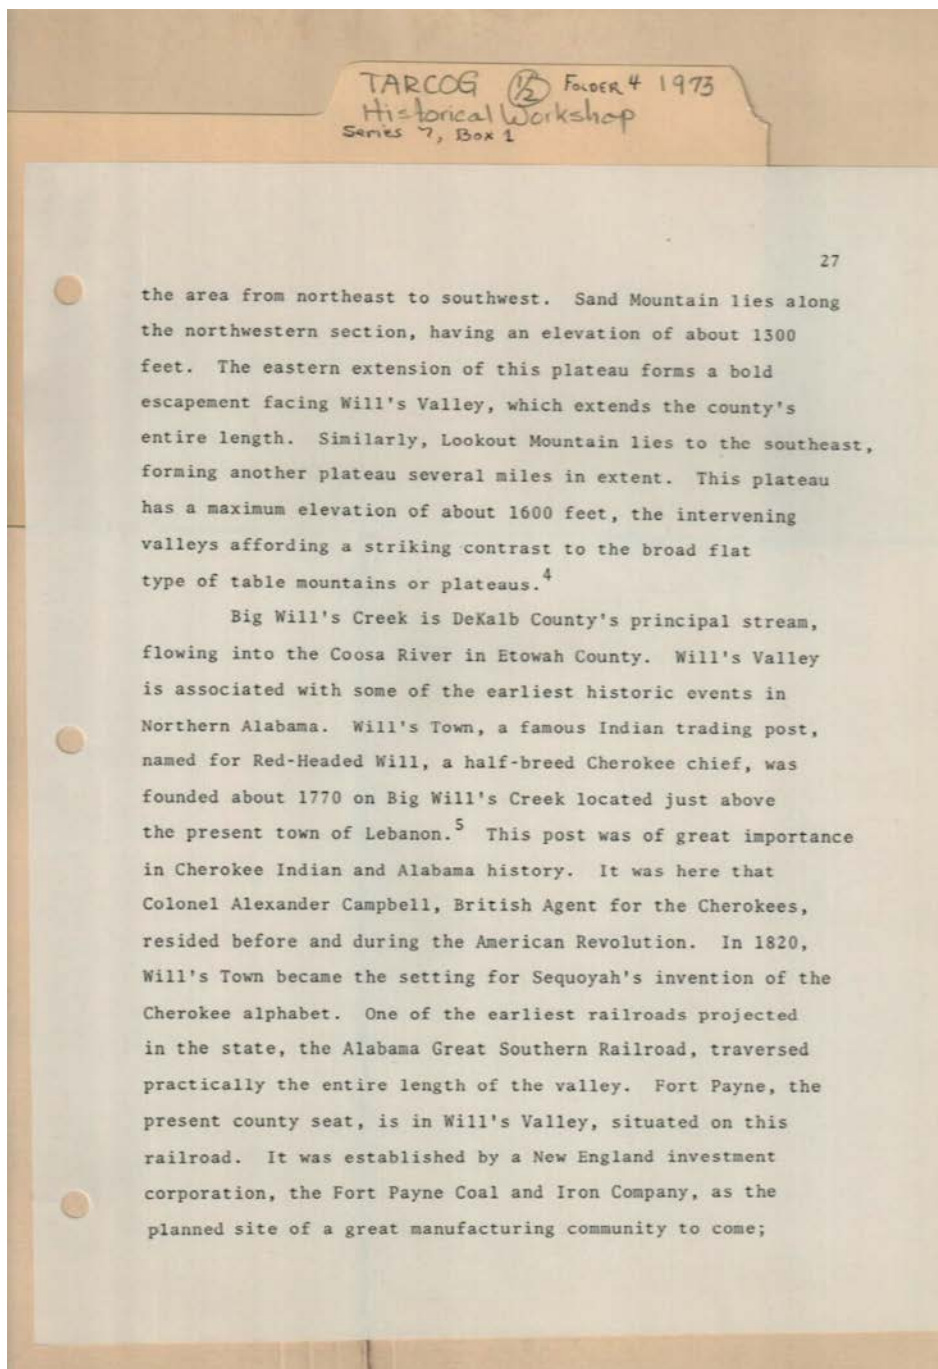 TARCOG 1/2 FOLDER 4 1973
Historical Workshop
Series 7, Box 1
27
the area from northeast to southwest. Sand Mountain lies along
the northwestern section, having an elevation of about 1300
feet. The eastern extension of this plateau forms a bold
escapement facing Will's Valley, which extends the county's
entire length. Similarly, Lookout Mountain lies to the southeast,
forming another plateau several miles in extent. This plateau
has a maximum elevation of about 1600 feet, the intervening
valleys affording a striking contrast to the broad flat
type of table mountains or plateaus.4
Big Will's Creek is DeKalb County's principal stream,
flowing into the Coosa River in Etowah County. Will's Valley
is associated with some of the earliest historic events in
Northern Alabama. Will's Town, a famous Indian trading post,
named for Red-Headed Will, a half-breed Cherokee chief, was
founded about 1770 on Big Will's Creek located just above
the present town of Lebanon.5 This post was of great importance
in Cherokee Indian and Alabama history. It was here that
Colonel Alexander Campbell, British Agent for the Cherokees,
resided before and during the American Revolution. In 1820,
Will's Town became the setting for Sequoyah's invention of the
Cherokee alphabet. One of the earliest railroads projected
in the state, the Alabama Great Southern Railroad, traversed
practically the entire length of the valley. Fort Payne, the
present county seat, is in Will's Valley, situated on this
railroad. It was established by a New England investment
corporation, the Fort Payne Coal and Iron Company, as the
planned site of a great manufacturing community to come;